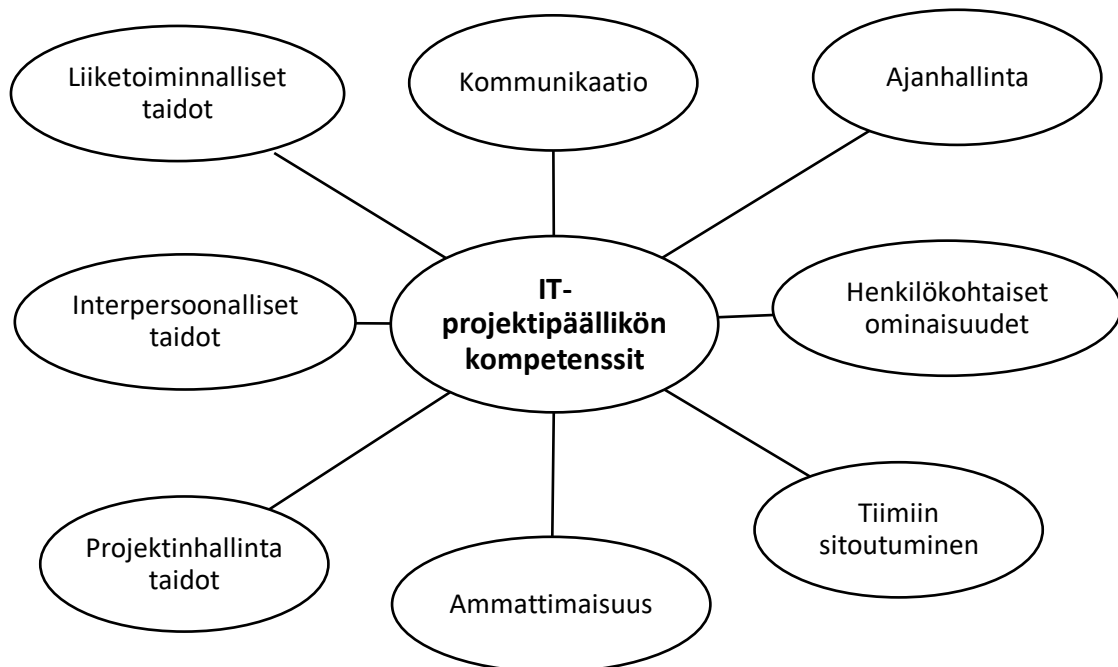 Liiketoiminnalliset
taidot
Kommunikaatio
Ajanhallinta
Interpersoonalliset
taidot
IT-
projektipäällikön
kompetenssit
Henkilökohtaiset
ominaisuudet
Projektinhallinta
taidot
Ammattimaisuus
Tiimiin
sitoutuminen